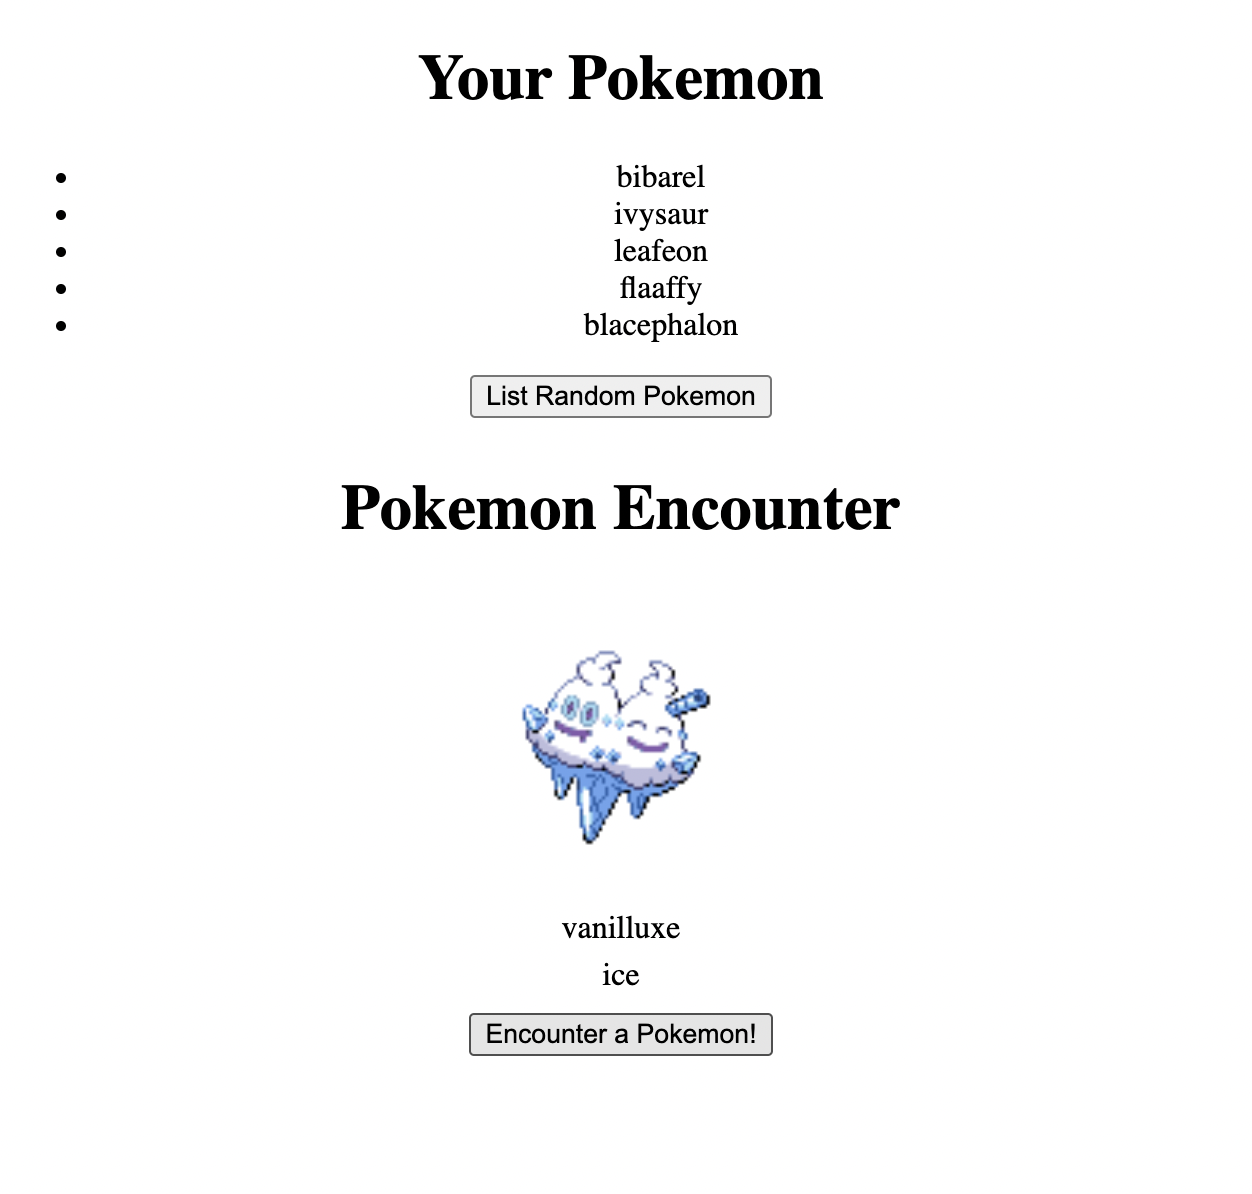 Your Pokemon
bibarel
ivysaur
leafeon
flaaffy
blacephalon
List Random Pokemon
Pokemon Encounter
vanilluxe
ice
Encounter a Pokemon!